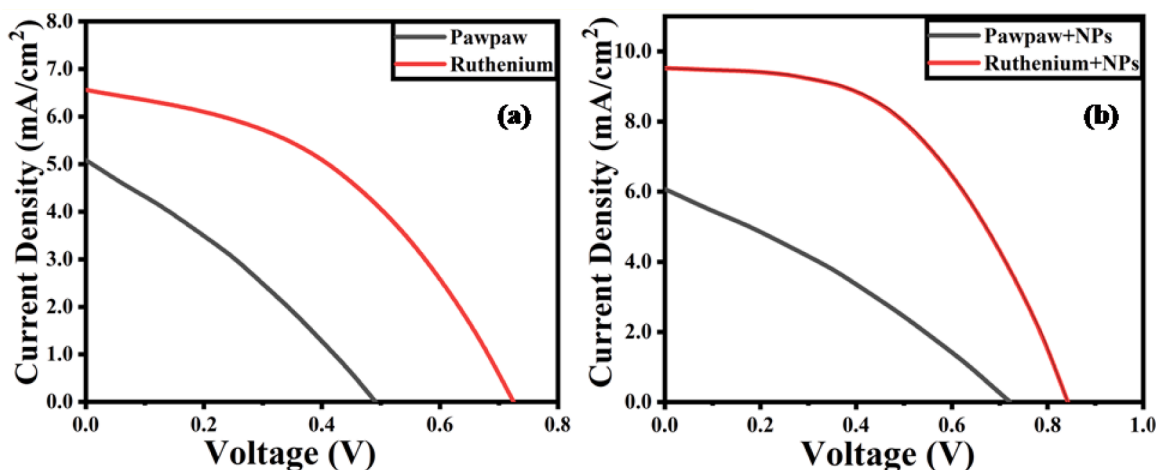 8.0
7.0
6.0
5.0
4.0
3.0
2.0
1.0
0.0
Current Density (mA/cm²)
Pawpaw
Ruthenium
(a)
0.0 0.2 0.4 0.6 0.8
Voltage (V)
10.0
8.0
6.0
4.0
2.0
0.0
Current Density (mA/cm²)
Pawpaw+NPs
Ruthenium+NPs
(b)
0.0 0.2 0.4 0.6 0.8 1.0
Voltage (V)